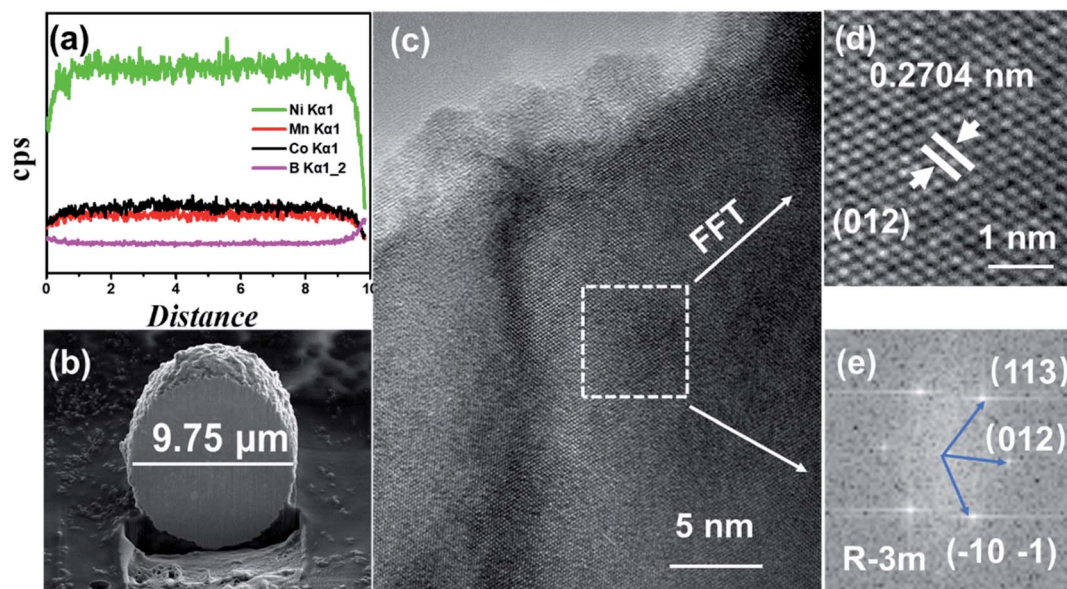 (a)
cps
Ni Kα1
Mn Kα1
Co Kα1
B Kα1_2
0 2 4 6 8 10
Distance
(b)
9.75 μm
(c)
FFT
5 nm
(d)
0.2704 nm
(012)
1 nm
(e)
(113)
(012)
(-10 -1)
R-3m